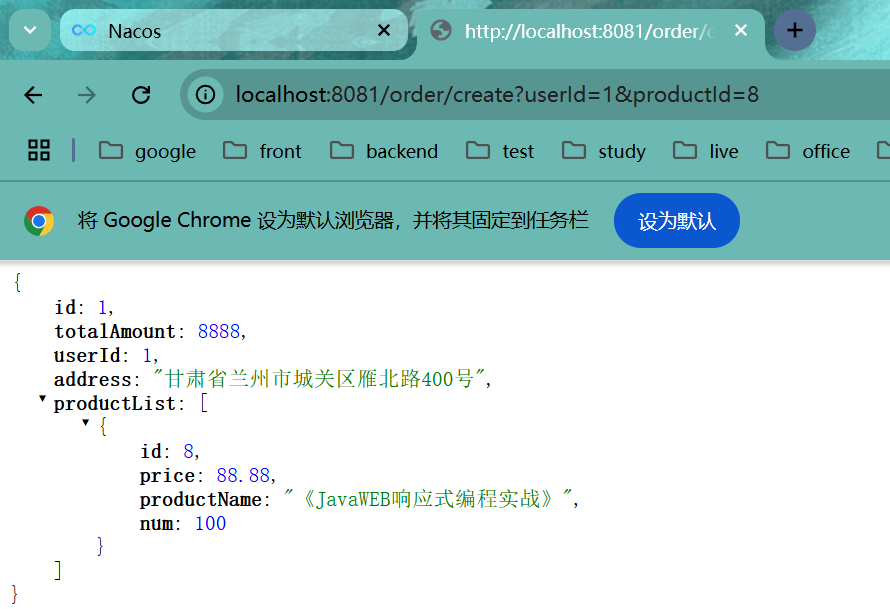 Nacos
http://localhost:8081/order/
localhost:8081/order/create?userId=1&productId=8
google front backend test study live office
将 Google Chrome 设为默认浏览器，并将其固定到任务栏 设为默认
{
id: 1,
totalAmount: 8888,
userId: 1,
address: "甘肃省兰州市城关区雁北路400号",
productList: [
{
id: 8,
price: 88.88,
productName: "《JavaWEB响应式编程实战》",
num: 100
}
]
}